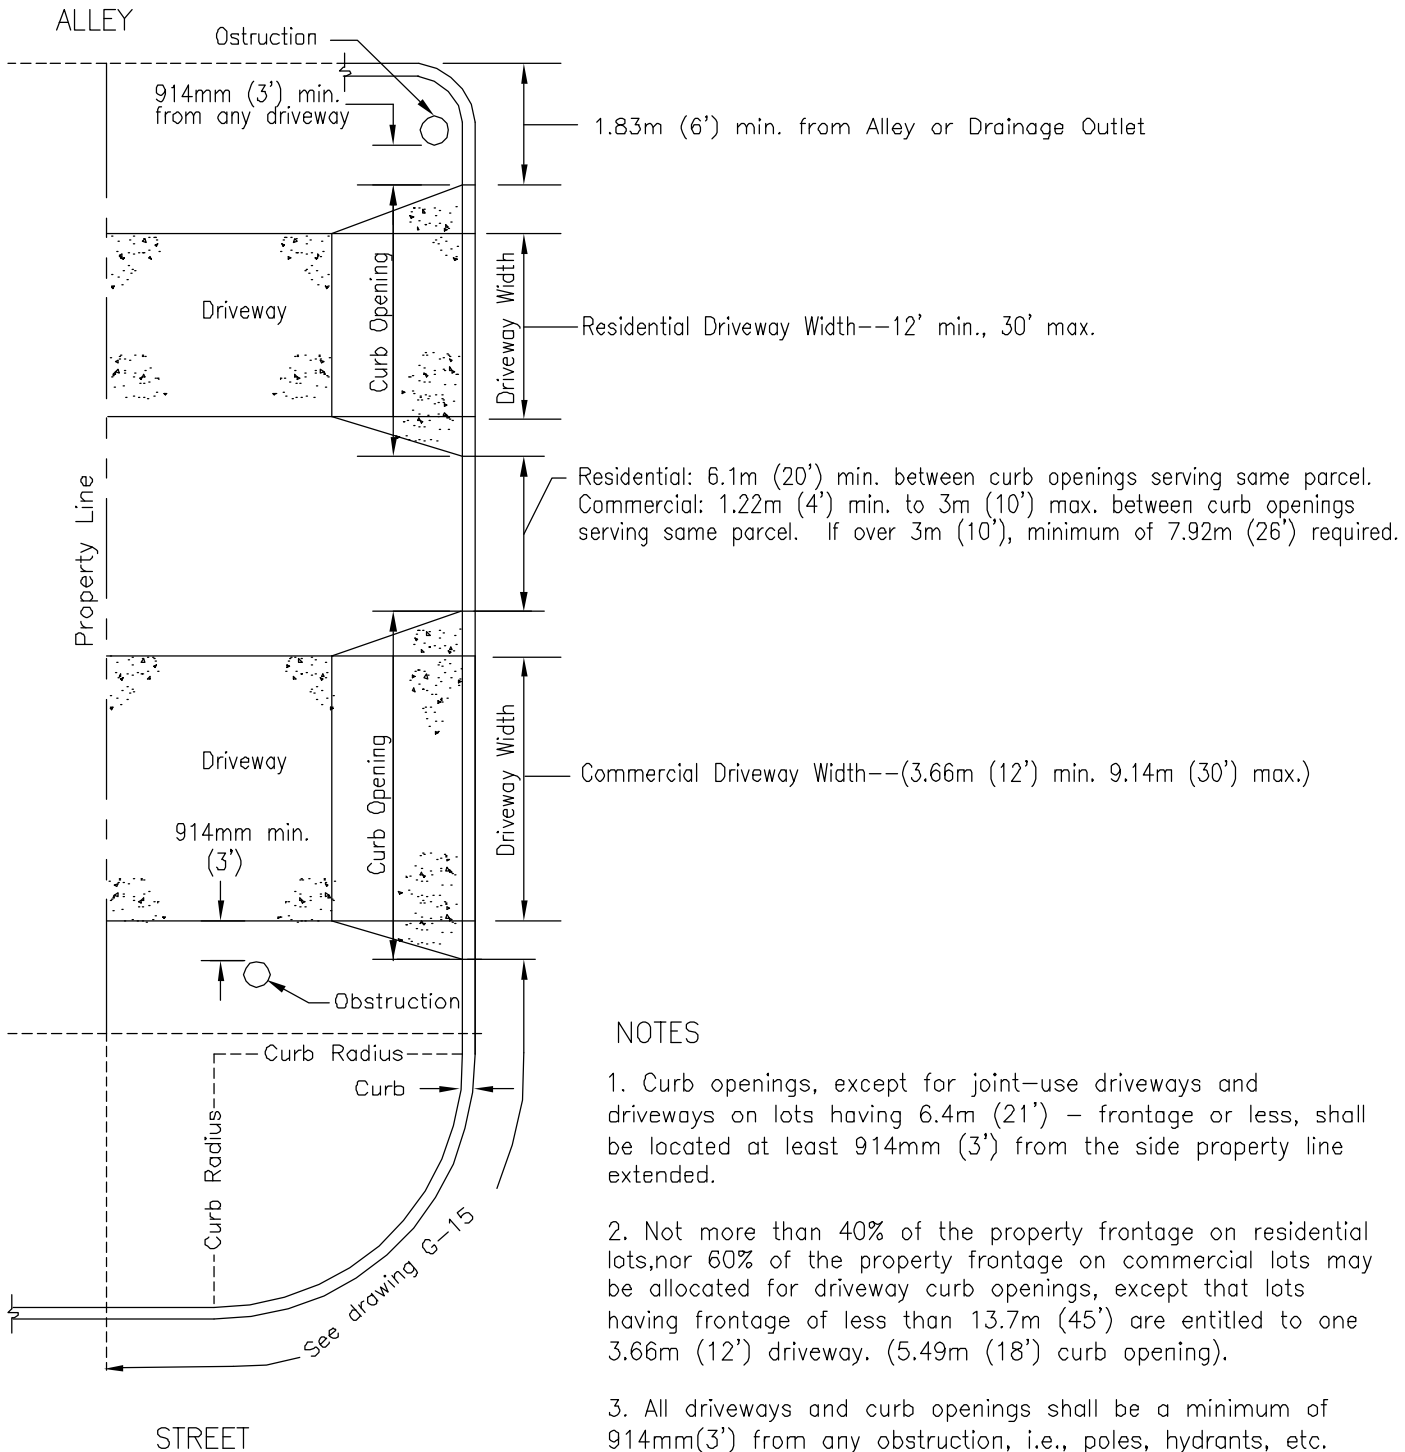 ALLEY
Ostruction
914mm (3') min.
from any driveway
1.83m (6') min. from Alley or Drainage Outlet
Driveway
Curb Opening
Driveway Width
Residential Driveway Width--12' min., 30' max.
Property Line
Residential: 6.1m (20') min. between curb openings serving same parcel.
Commercial: 1.22m (4') min. to 3m (10') max. between curb openings
serving same parcel. If over 3m (10'), minimum of 7.92m (26') required.
Driveway
Curb Opening
Driveway Width
Commercial Driveway Width--(3.66m (12') min. 9.14m (30') max.)
914mm min.
(3')
Obstruction
Curb Radius
Curb
Curb Radius
See drawing G-15
STREET
NOTES
1. Curb openings, except for joint-use driveways and
driveways on lots having 6.4m (21') - frontage or less, shall
be located at least 914mm (3') from the side property line
extended.
2. Not more than 40% of the property frontage on residential
lots,nor 60% of the property frontage on commercial lots may
be allocated for driveway curb openings, except that lots
having frontage of less than 13.7m (45') are entitled to one
3.66m (12') driveway. (5.49m (18') curb opening).
3. All driveways and curb openings shall be a minimum of
914mm(3') from any obstruction, i.e., poles, hydrants, etc.